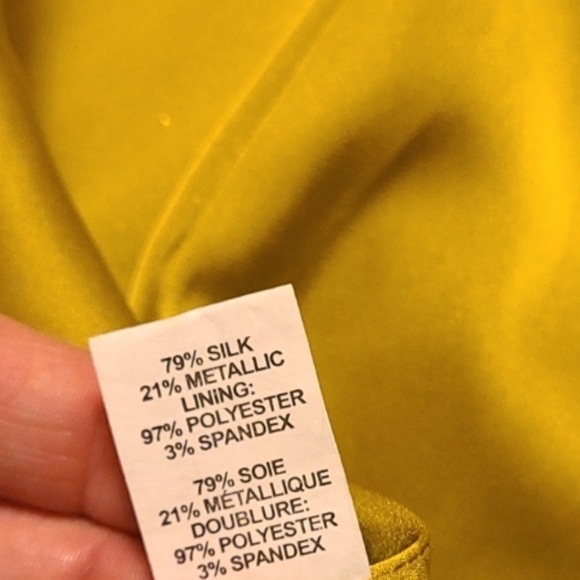 79% SILK
21% METALLIC
LINING:
97% POLYESTER
3% SPANDEX
79% SOIE
21% MÉTALLIQUE
DOUBLURE:
97% POLYESTER
3% SPANDEX